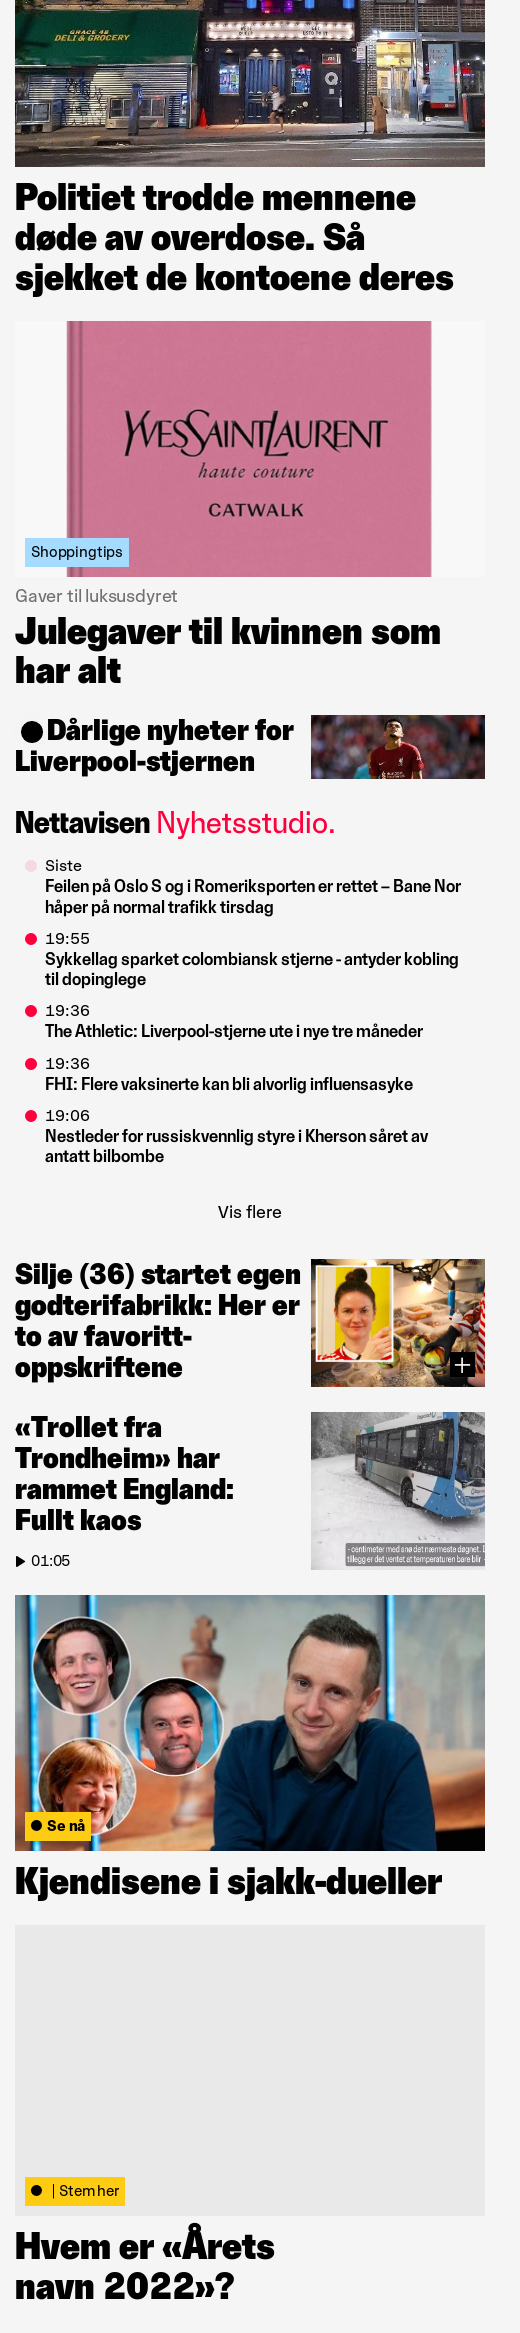 GRACE 48
DELI & GROCERY
Politiet trodde mennene
døde av overdose. Så
sjekket de kontoene deres
YVESSAINTLAURENT
haute couture
CATWALK
Shoppingtips
Gaver til luksusdyret
Julegaver til kvinnen som
har alt
Dårlige nyheter for
Liverpool-stjernen
Nettavisen Nyhetsstudio.
Siste
Feilen på Oslo S og i Romeriksporten er rettet – Bane Nor
håper på normal trafikk tirsdag
19:55
Sykkellag sparket colombiansk stjerne - antyder kobling
til dopinglege
19:36
The Athletic: Liverpool-stjerne ute i nye tre måneder
19:36
FHI: Flere vaksinerte kan bli alvorlig influensasyke
19:06
Nestleder for russiskvennlig styre i Kherson såret av
antatt bilbombe
Vis flere
Silje (36) startet egen
godterifabrikk: Her er
to av favoritt-
oppskriftene
«Trollet fra
Trondheim» har
rammet England:
Fullt kaos
- centimeter med snø det nærmeste døgnet. I
tillegg er det ventet at temperaturen bare blir
01:05
Se nå
Kjendisene i sjakk-dueller
| Stem her
Hvem er «Årets
navn 2022»?